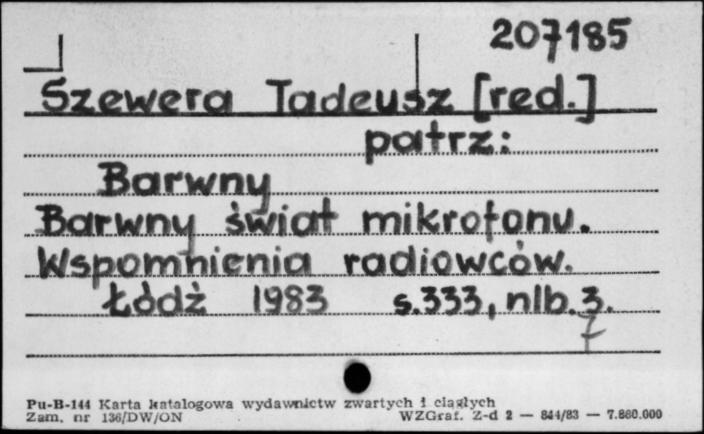 207185
Szewera Tadeusz [red.]
patrz:
Barwny
Barwny świat mikrofonu.
Wspomnienia radiowców.
Łódź 1983 s.333, nlb.3.
7
Pu-B-144 Karta katalogowa wydawnictw zwartych i ciągłych
Zam. nr 136/DW/ON WZGraf. Z-d 2 — 844/83 — 7.860.000